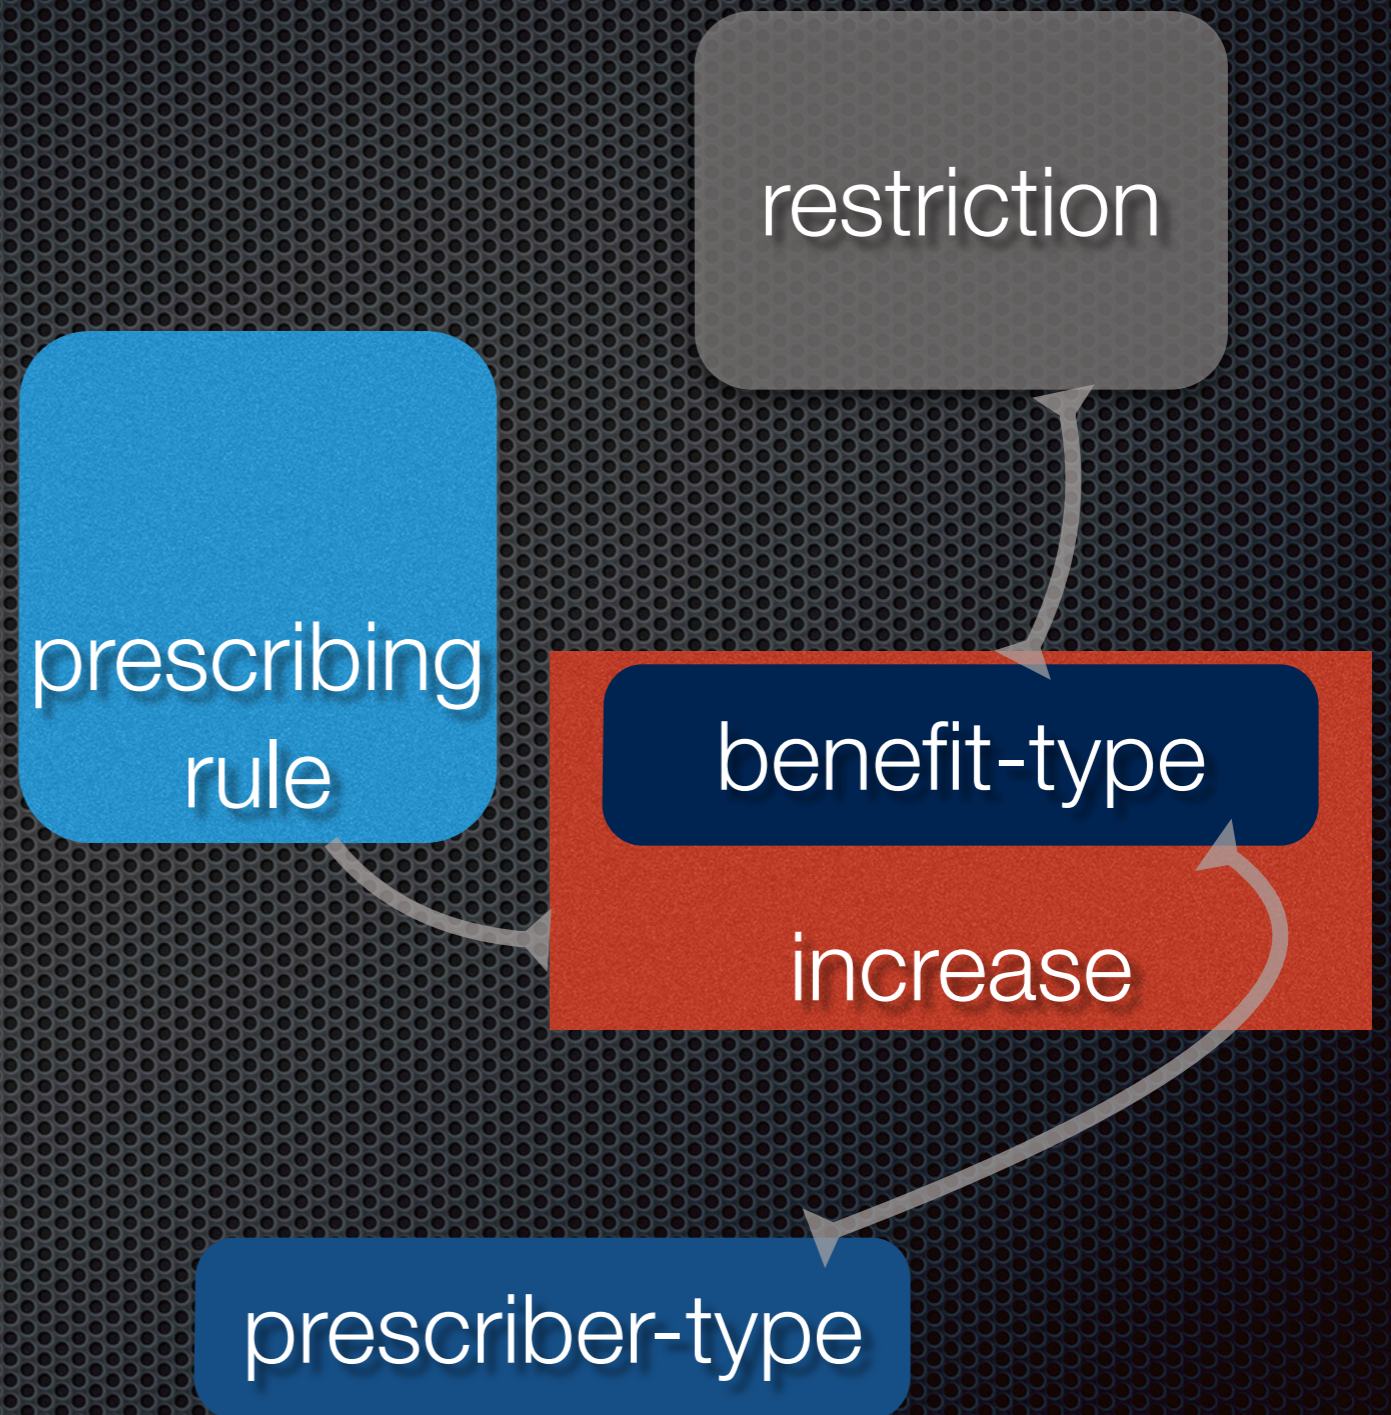 restriction
prescribing
rule
benefit-type
increase
prescriber-type